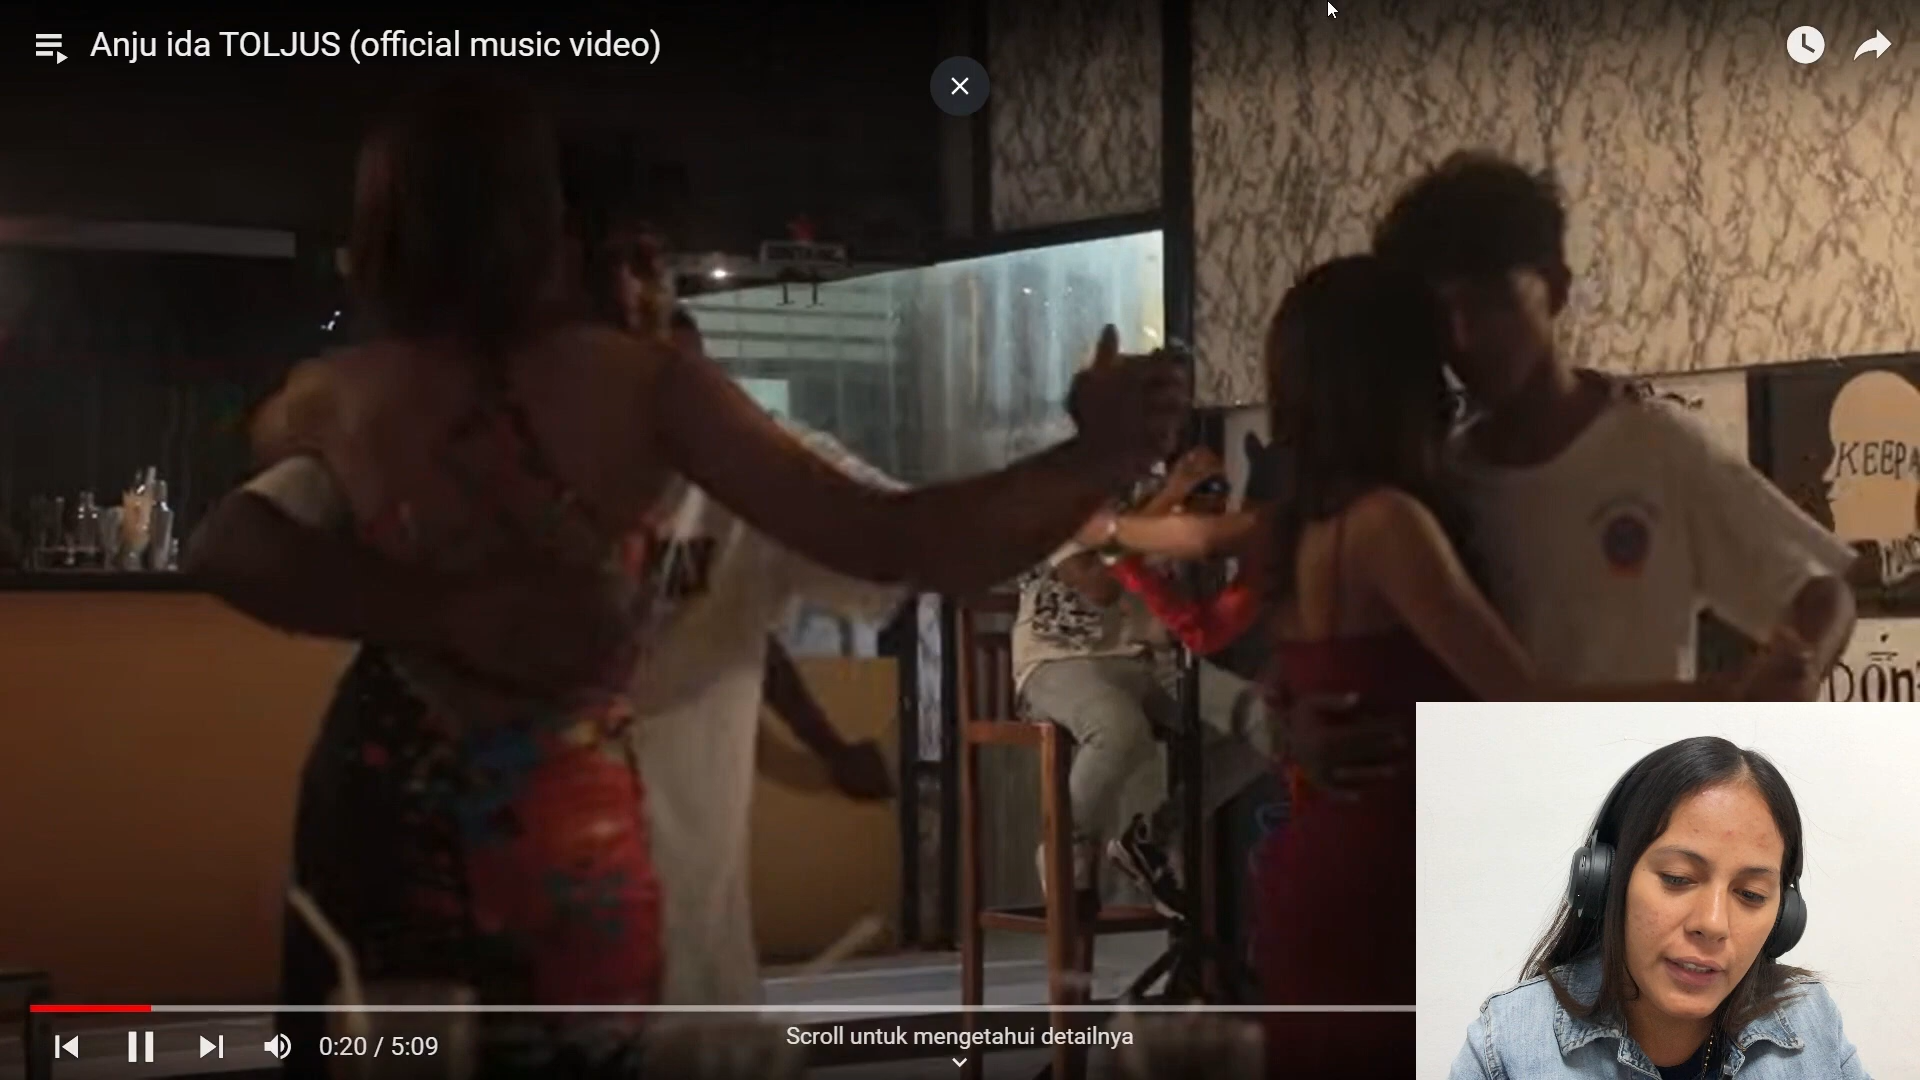 Anju ida TOLJUS (official music video)
KEEP
Scroll untuk mengetahui detailnya
0:20 / 5:09